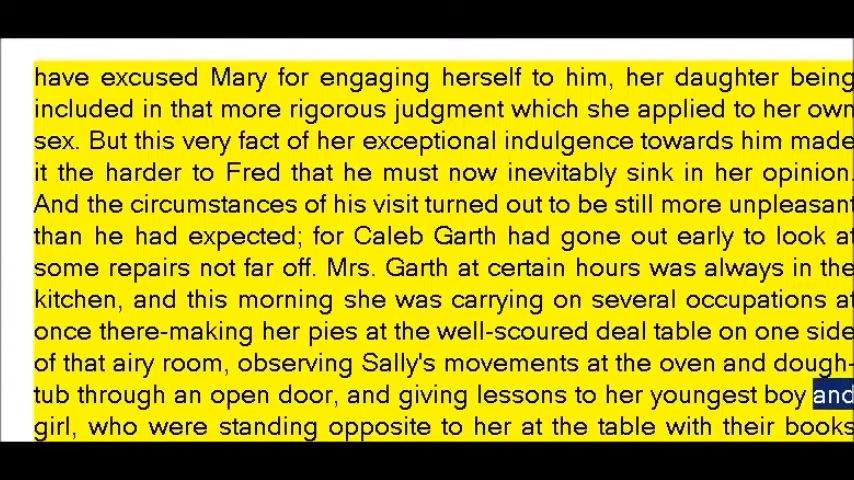 have excused Mary for engaging herself to him, her daughter being
included in that more rigorous judgment which she applied to her own
sex. But this very fact of her exceptional indulgence towards him made
it the harder to Fred that he must now inevitably sink in her opinion.
And the circumstances of his visit turned out to be still more unpleasant
than he had expected; for Caleb Garth had gone out early to look at
some repairs not far off. Mrs. Garth at certain hours was always in the
kitchen, and this morning she was carrying on several occupations at
once there-making her pies at the well-scoured deal table on one side
of that airy room, observing Sally's movements at the oven and dough-
tub through an open door, and giving lessons to her youngest boy and
girl, who were standing opposite to her at the table with their books